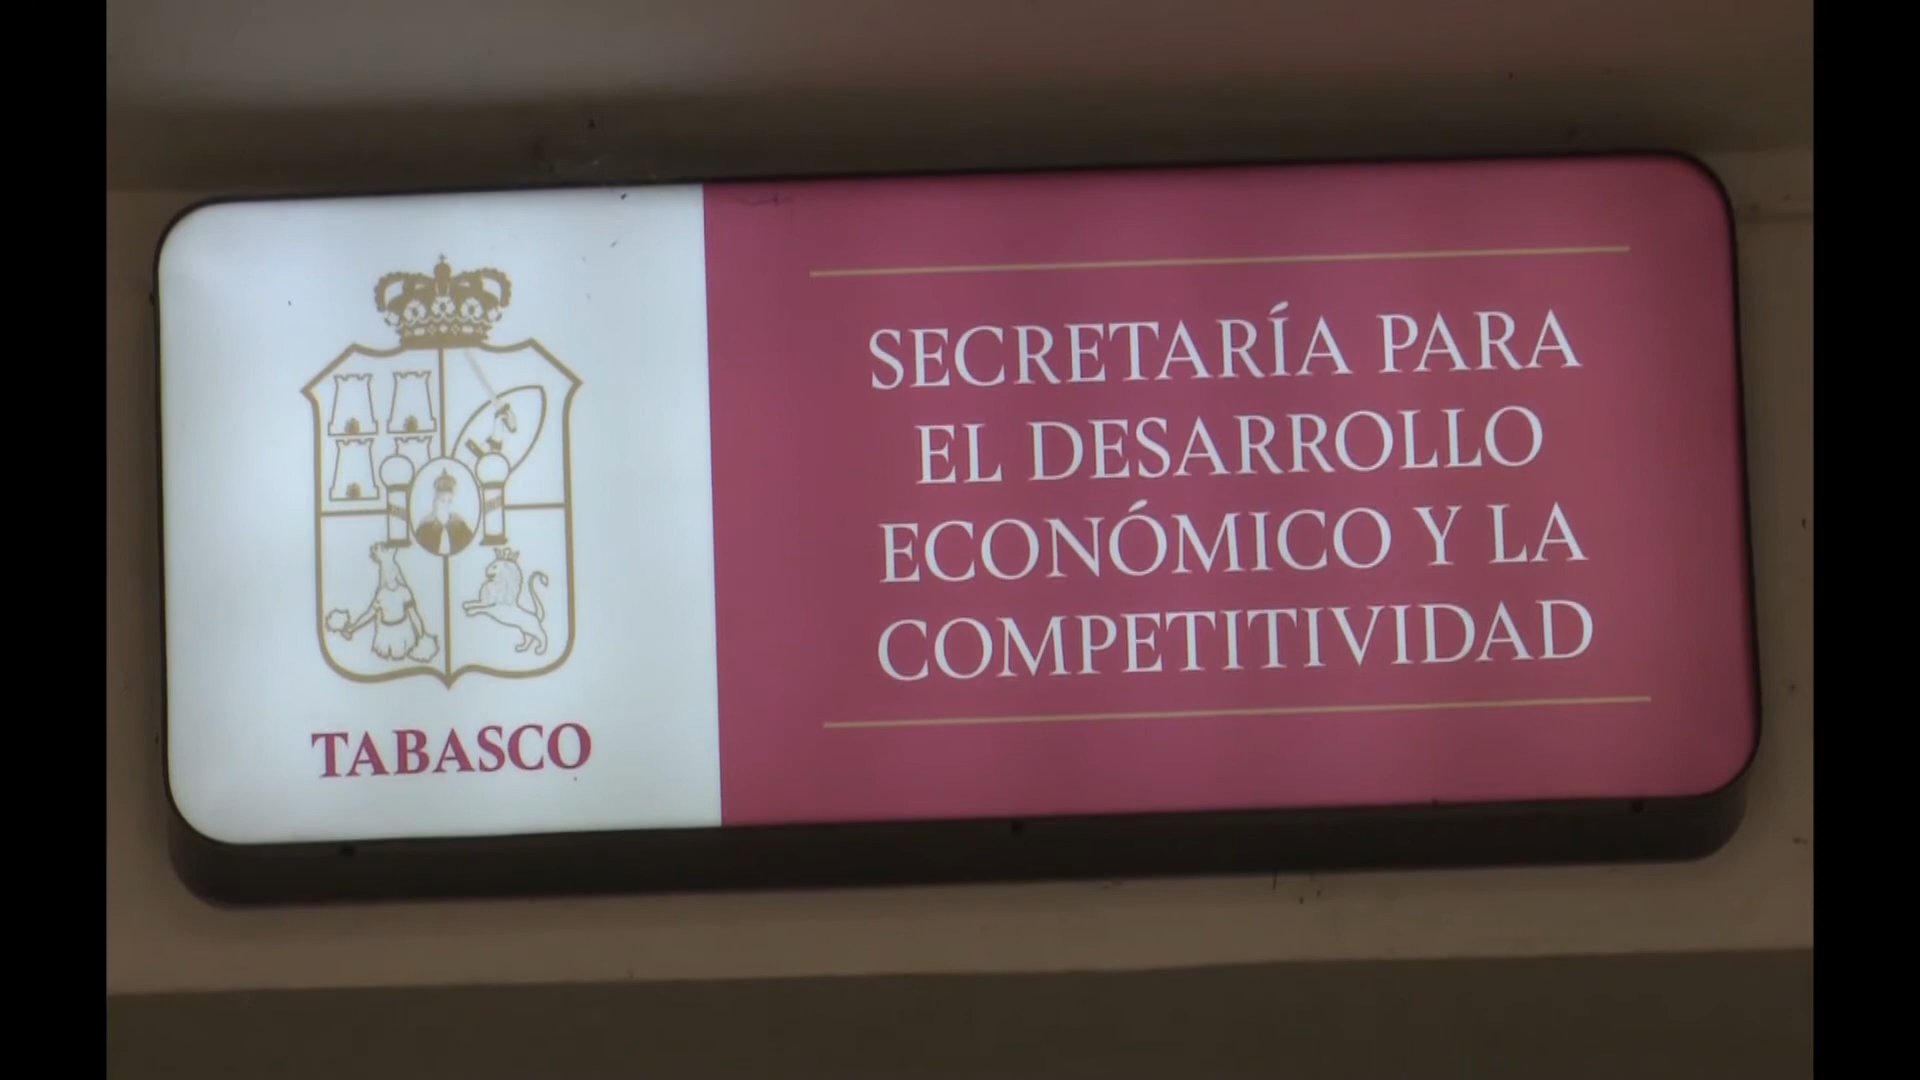 TABASCO
SECRETARÍA PARA
EL DESARROLLO
ECONÓMICO Y LA
COMPETITIVIDAD